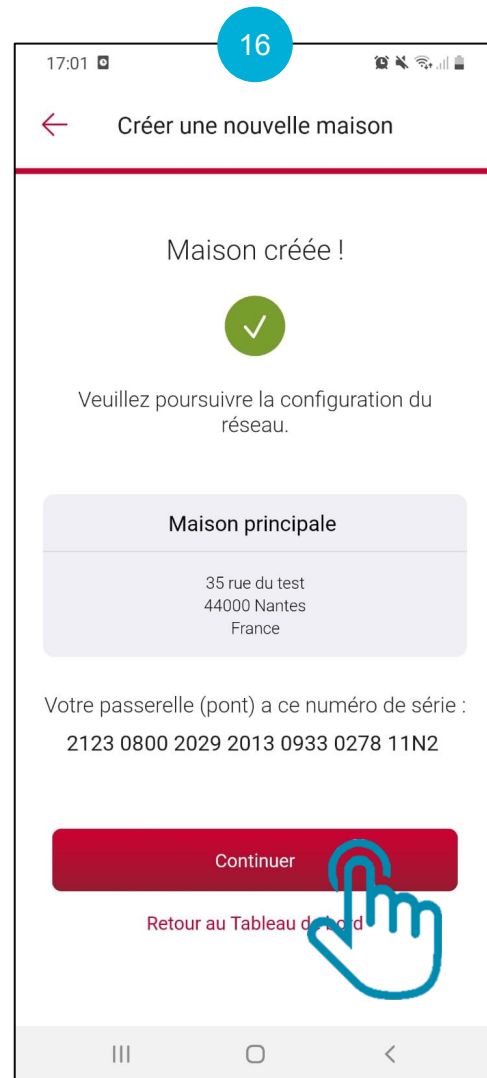 16
17:01
Créer une nouvelle maison
Maison créée !
Veuillez poursuivre la configuration du
réseau.
Maison principale
35 rue du test
44000 Nantes
France
Votre passerelle (pont) a ce numéro de série :
2123 0800 2029 2013 0933 0278 11N2
Continuer
Retour au Tableau de bord